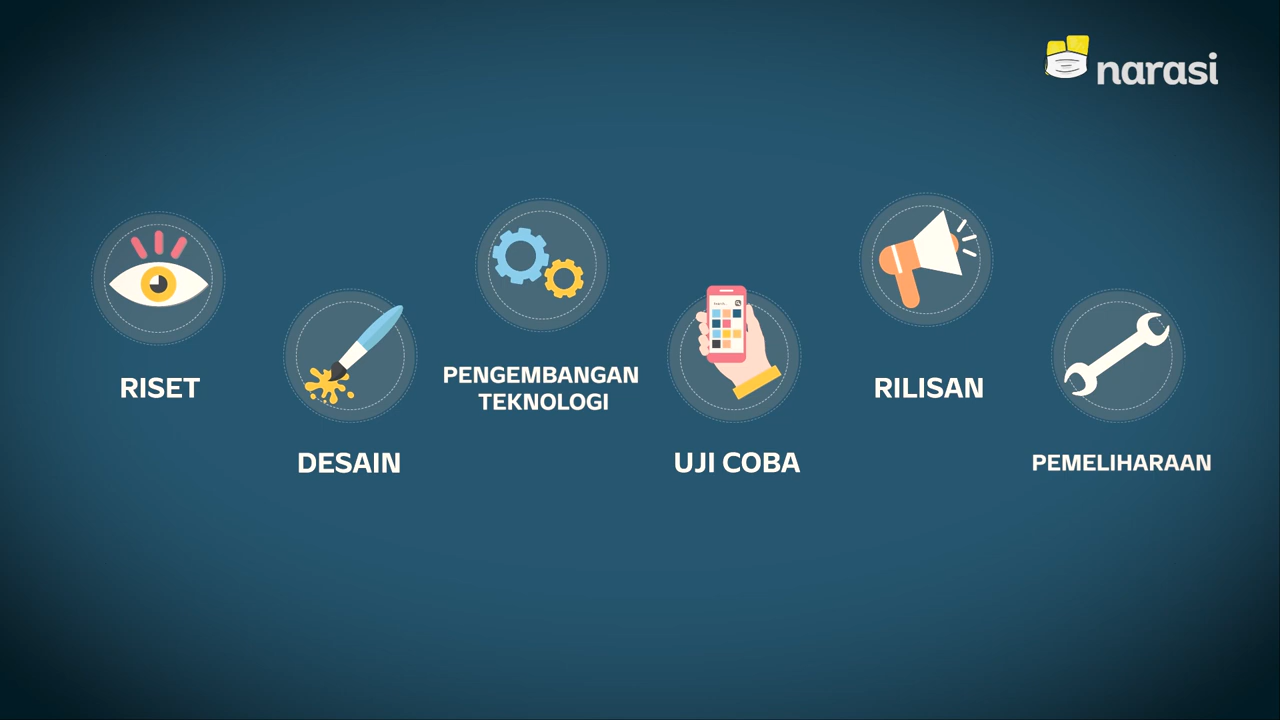 narasi
RISET
DESAIN
PENGEMBANGAN
TEKNOLOGI
UJI COBA
RILISAN
PEMELIHARAAN